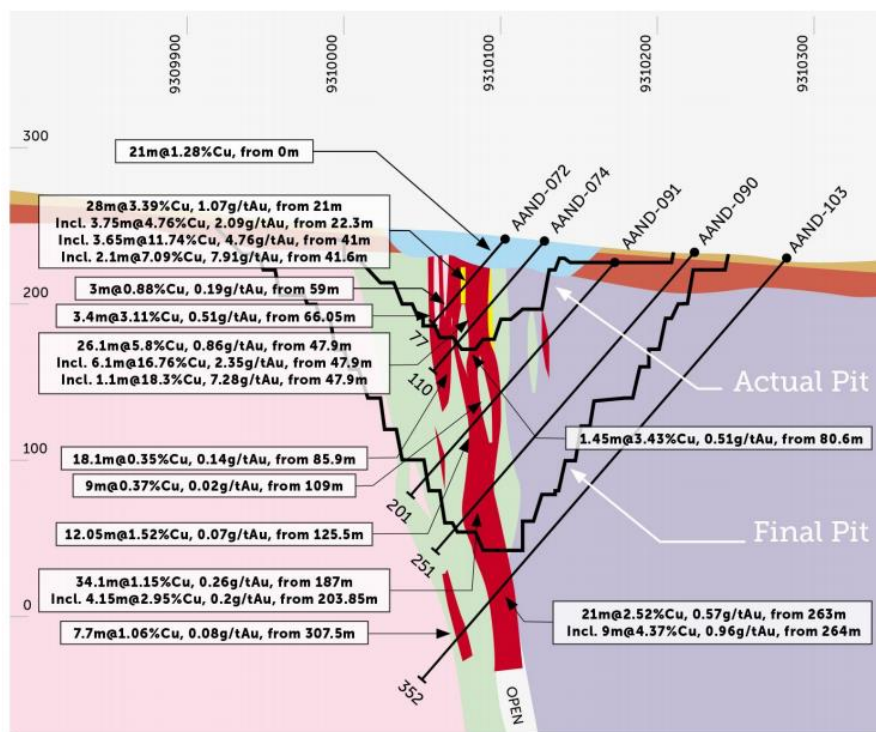 9309900
9310000
9310100
9310200
9310300
300
200
100
0
21m@1.28%Cu, from 0m
28m@3.39%Cu, 1.07g/tAu, from 21m
Incl. 3.75m@4.76%Cu, 2.09g/tAu, from 22.3m
Incl. 3.65m@11.74%Cu, 4.76g/tAu, from 41m
Incl. 2.1m@7.09%Cu, 7.91g/tAu, from 41.6m
3m@0.88%Cu, 0.19g/tAu, from 59m
3.4m@3.11%Cu, 0.51g/tAu, from 66.05m
26.1m@5.8%Cu, 0.86g/tAu, from 47.9m
Incl. 6.1m@16.76%Cu, 2.35g/tAu, from 47.9m
Incl. 1.1m@18.3%Cu, 7.28g/tAu, from 47.9m
18.1m@0.35%Cu, 0.14g/tAu, from 85.9m
9m@0.37%Cu, 0.02g/tAu, from 109m
12.05m@1.52%Cu, 0.07g/tAu, from 125.5m
34.1m@1.15%Cu, 0.26g/tAu, from 187m
Incl. 4.15m@2.95%Cu, 0.2g/tAu, from 203.85m
7.7m@1.06%Cu, 0.08g/tAu, from 307.5m
AAND-072
AAND-074
AAND-091
AAND-090
AAND-103
77
110
201
251
352
Actual Pit
1.45m@3.43%Cu, 0.51g/tAu, from 80.6m
Final Pit
21m@2.52%Cu, 0.57g/tAu, from 263m
Incl. 9m@4.37%Cu, 0.96g/tAu, from 264m
OPEN